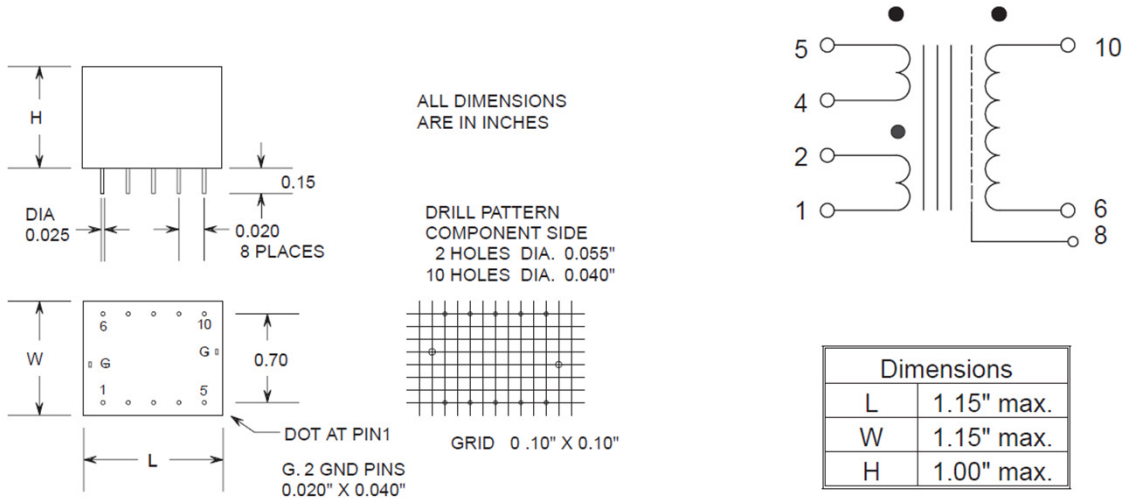 H
0.15
DIA
0.025
0.020
8 PLACES
ALL DIMENSIONS
ARE IN INCHES
DRILL PATTERN
COMPONENT SIDE
2 HOLES DIA. 0.055"
10 HOLES DIA. 0.040"
W
6
10
G
G
1
5
0.70
L
DOT AT PIN1
G. 2 GND PINS
0.020" X 0.040"
GRID 0.10" X 0.10"
5
4
2
1
10
6
8
Dimensions
L 1.15" max.
W 1.15" max.
H 1.00" max.